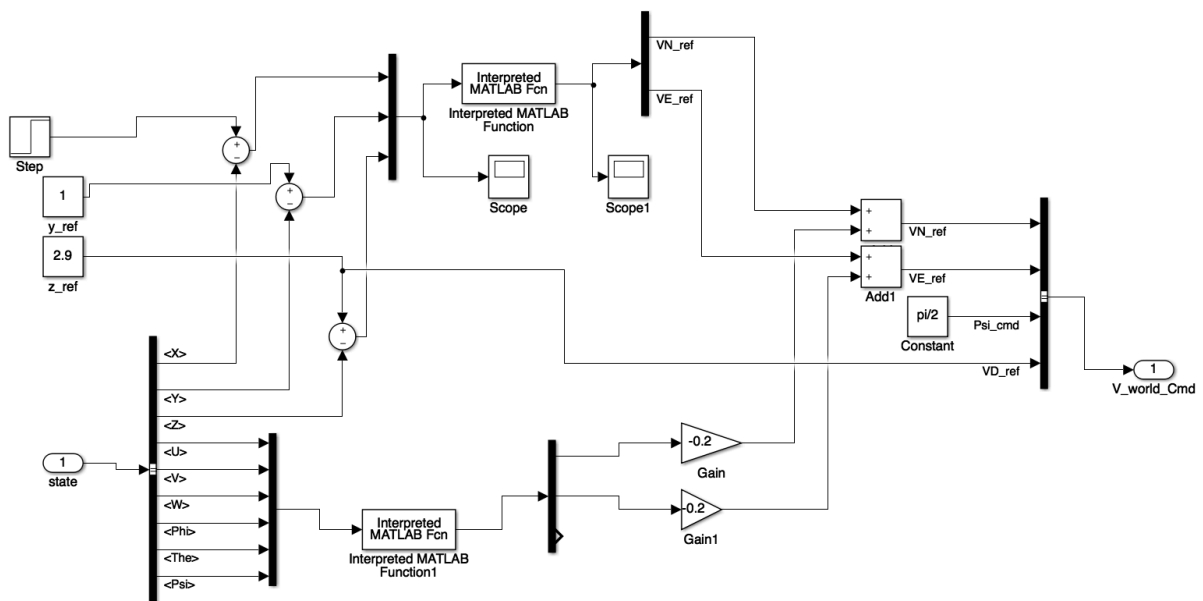 VN_ref
Interpreted
MATLAB Fcn
VE_ref
Interpreted MATLAB
Function
+
−
Step
Scope
Scope1
1
y_ref
+
−
2.9
z_ref
+
+
VN_ref
+
+
VE_ref
Add1
pi/2
Psi_cmd
Constant
+
−
VD_ref
1
V_world_Cmd
<X>
<Y>
<Z>
<U>
1
state
<V>
<W>
<Phi>
<The>
<Psi>
Interpreted
MATLAB Fcn
Interpreted MATLAB
Function1
-0.2
Gain
-0.2
Gain1